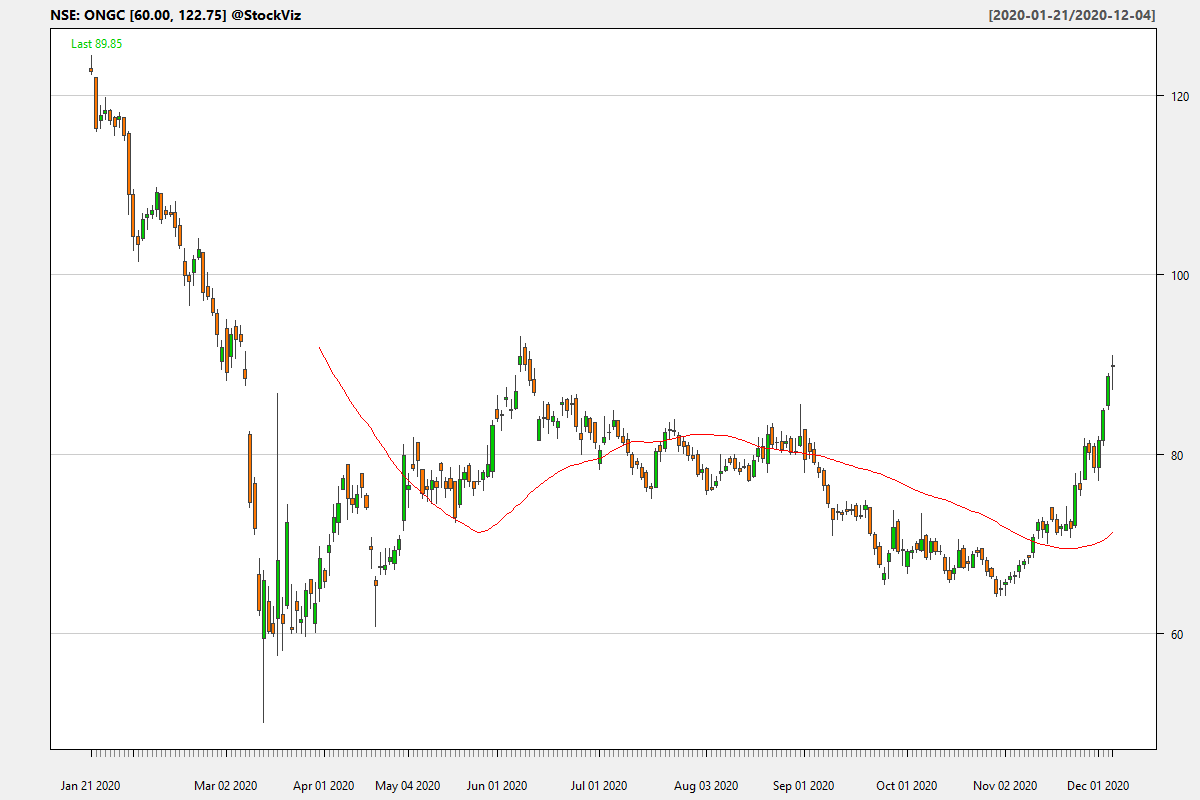 NSE: ONGC [60.00, 122.75] @StockViz
[2020-01-21/2020-12-04]
Last 89.85
120
100
80
60
Jan 21 2020 Mar 02 2020 Apr 01 2020 May 04 2020 Jun 01 2020 Jul 01 2020 Aug 03 2020 Sep 01 2020 Oct 01 2020 Nov 02 2020 Dec 01 2020